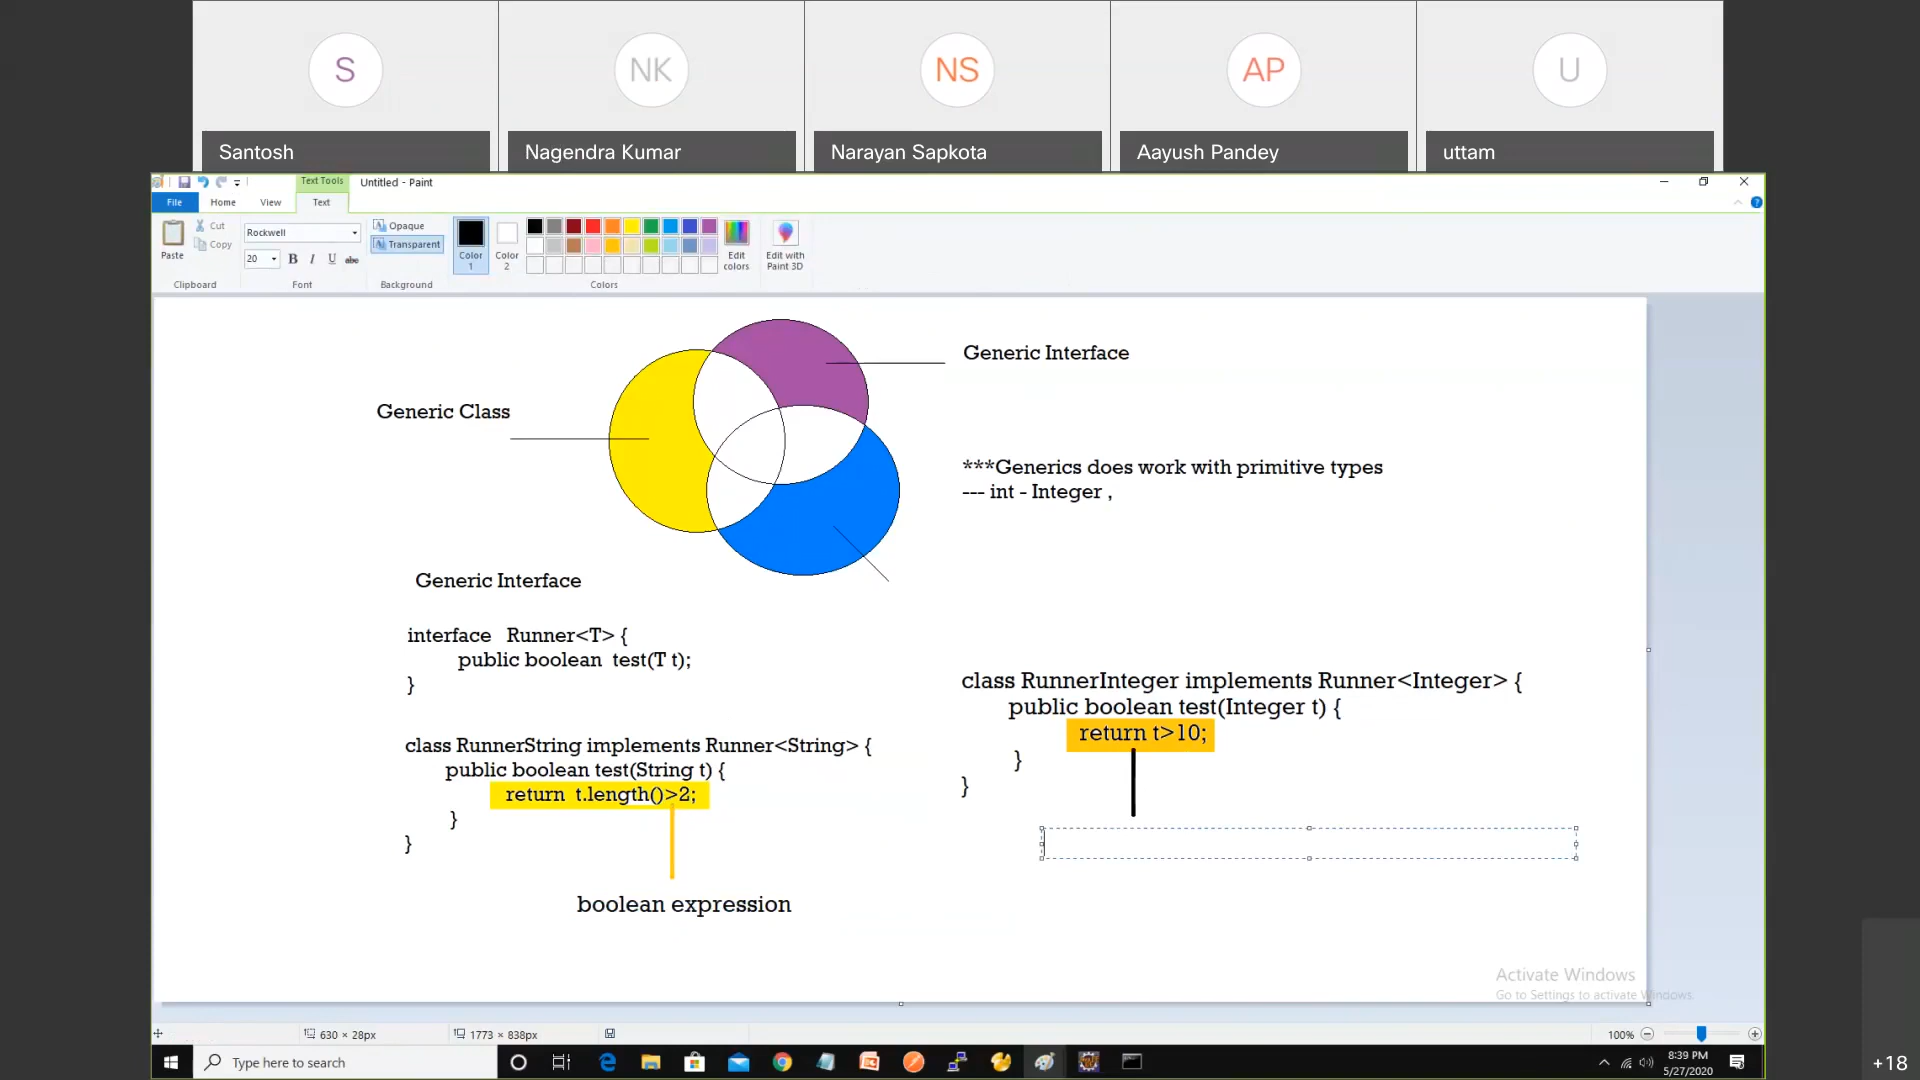 S
NK
NS
AP
U
Santosh
Nagendra Kumar
Narayan Sapkota
Aayush Pandey
uttam
Text Tools
Untitled - Paint
File
Home
View
Text
Paste
Cut
Copy
Clipboard
Rockwell
20
B I U abc
Font
Opaque
Transparent
Background
Color 1
Color 2
Edit colors
Edit with Paint 3D
Colors
Generic Interface
Generic Class
***Generics does work with primitive types
--- int - Integer ,
Generic Interface
interface Runner<T> {
public boolean test(T t);
}
class RunnerString implements Runner<String> {
public boolean test(String t) {
return t.length()>2;
}
}
boolean expression
class RunnerInteger implements Runner<Integer> {
public boolean test(Integer t) {
return t>10;
}
}
Activate Windows
Go to Settings to activate Windows.
630 × 28px
1773 × 838px
100%
Type here to search
8:39 PM
5/27/2020
+18